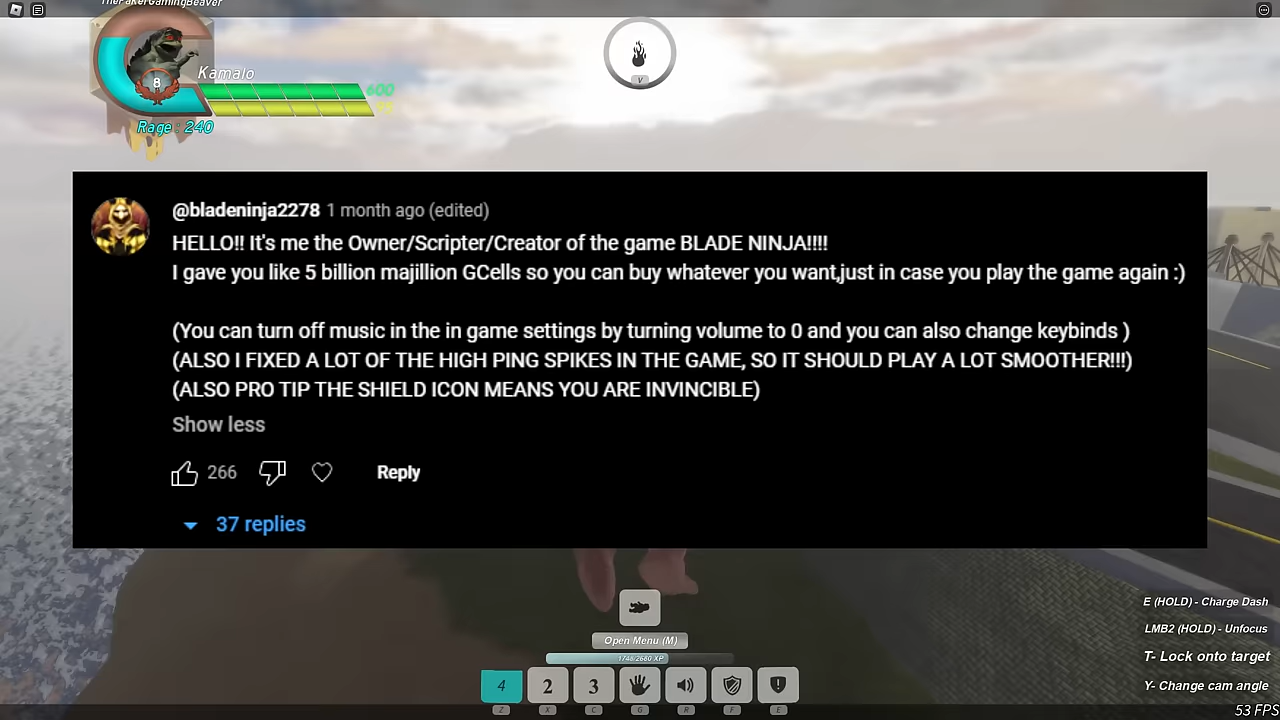 ThePakerGamingBeaver
V
Kamalo
8
600
95
Rage : 240
@bladeninja2278 1 month ago (edited)
HELLO!! It's me the Owner/Scripter/Creator of the game BLADE NINJA!!!!
I gave you like 5 billion majillion GCells so you can buy whatever you want,just in case you play the game again :)
(You can turn off music in the in game settings by turning volume to 0 and you can also change keybinds )
(ALSO I FIXED A LOT OF THE HIGH PING SPIKES IN THE GAME, SO IT SHOULD PLAY A LOT SMOOTHER!!!)
(ALSO PRO TIP THE SHIELD ICON MEANS YOU ARE INVINCIBLE)
Show less
266
Reply
37 replies
E (HOLD) - Charge Dash
LMB2 (HOLD) - Unfocus
T- Lock onto target
Y- Change cam angle
Open Menu (M)
1746/2660 XP
4 2 3
Z X C G R F E
53 FPS